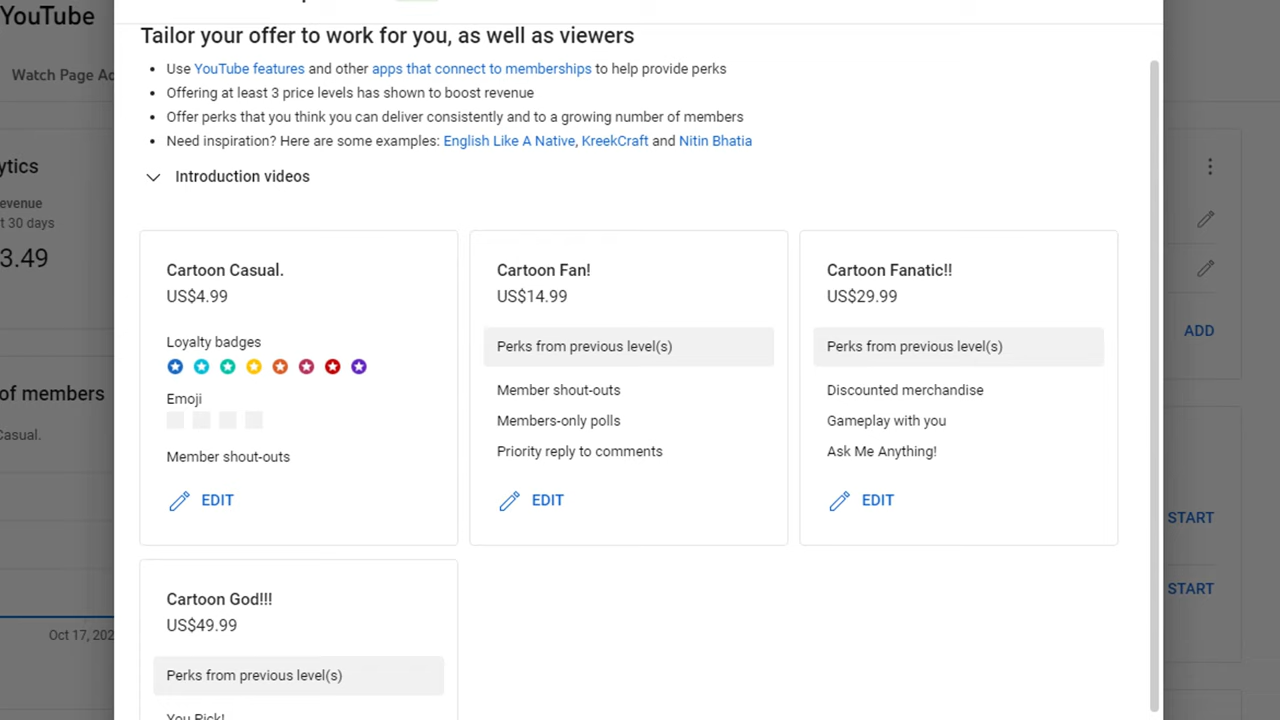 YouTube
Watch Page Ac
ytics
evenue
t 30 days
3.49
of members
Casual.
Oct 17, 202
Tailor your offer to work for you, as well as viewers
• Use YouTube features and other apps that connect to memberships to help provide perks
• Offering at least 3 price levels has shown to boost revenue
• Offer perks that you think you can deliver consistently and to a growing number of members
• Need inspiration? Here are some examples: English Like A Native, KreekCraft and Nitin Bhatia
Introduction videos
Cartoon Casual.
US$4.99
Loyalty badges
Emoji
Member shout-outs
EDIT
Cartoon Fan!
US$14.99
Perks from previous level(s)
Member shout-outs
Members-only polls
Priority reply to comments
EDIT
Cartoon Fanatic!!
US$29.99
Perks from previous level(s)
Discounted merchandise
Gameplay with you
Ask Me Anything!
EDIT
Cartoon God!!!
US$49.99
Perks from previous level(s)
You Pick!
ADD
START
START